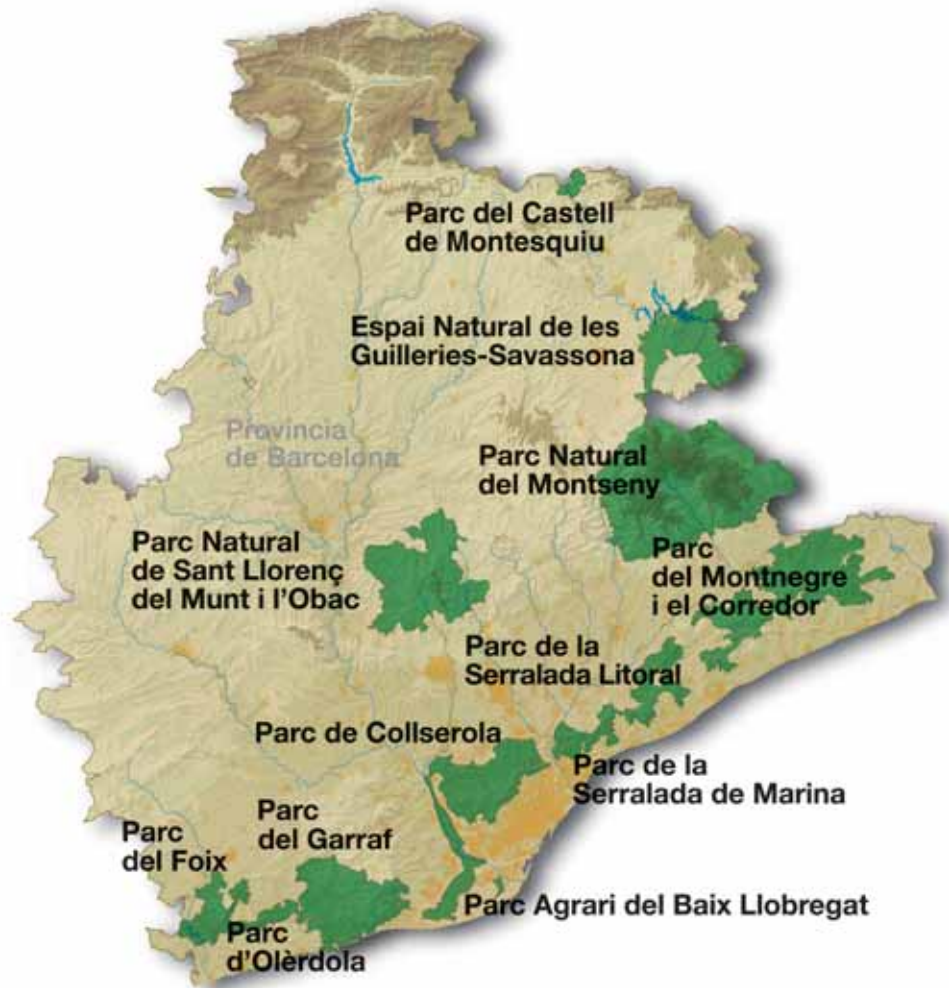 Parc del Castell
de Montesquiu
Espai Natural de les
Guilleries-Savassona
Província
de Barcelona
Parc Natural
del Montseny
Parc Natural
de Sant Llorenç
del Munt i l'Obac
Parc
del Montnegre
i el Corredor
Parc de la
Serralada Litoral
Parc de Collserola
Parc de la
Serralada de Marina
Parc
del Garraf
Parc
del Foix
Parc Agrari del Baix Llobregat
Parc
d'Olèrdola